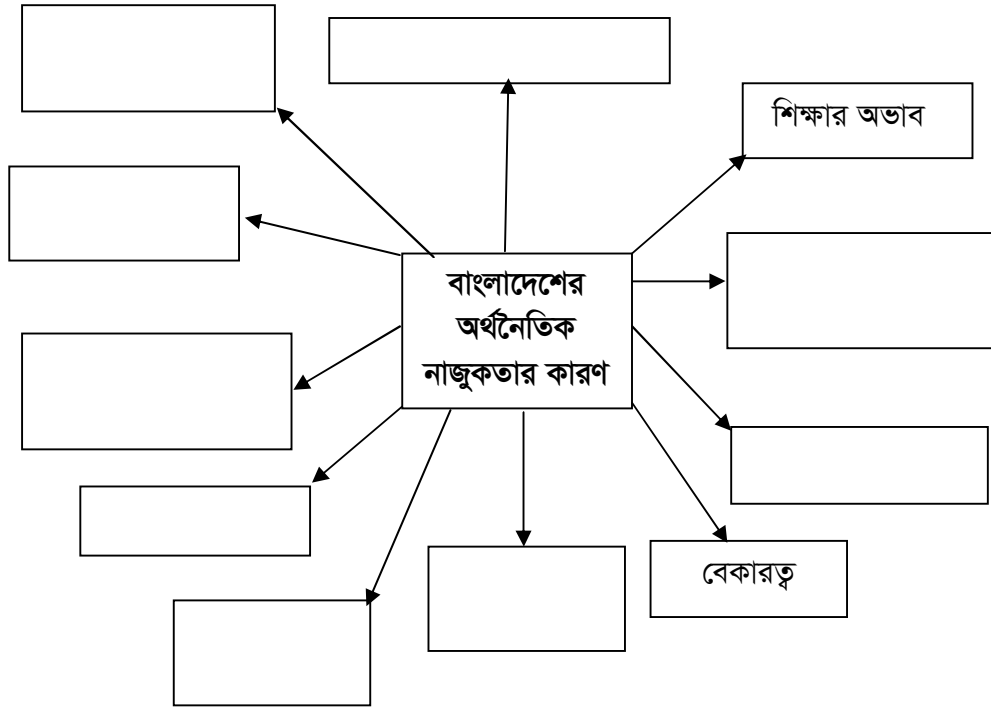 শিক্ষার অভাব
বাংলাদেশের
অর্থনৈতিক
নাজুকতার কারণ
বেকারত্ব